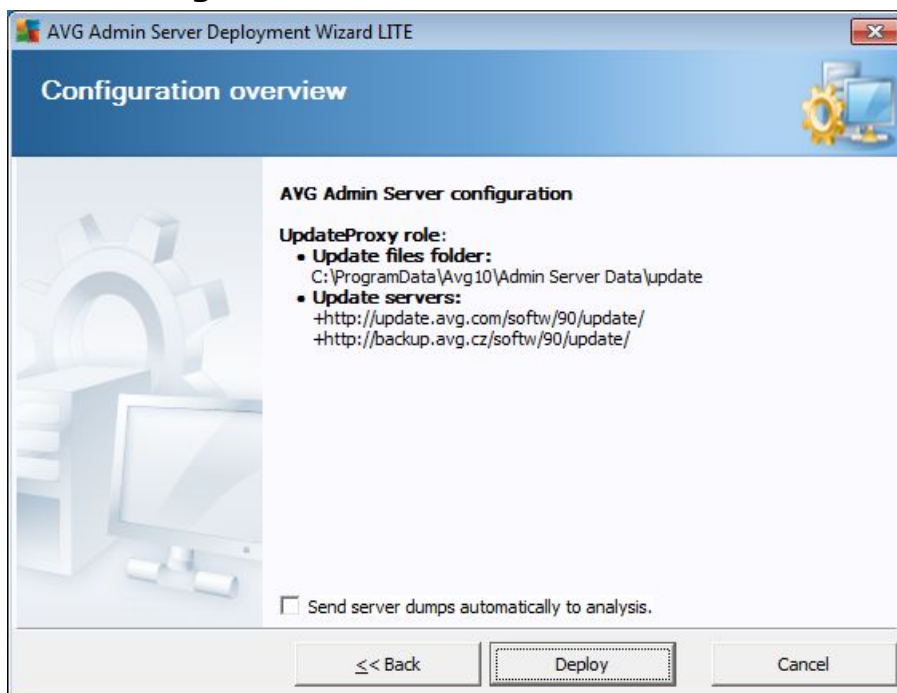 AVG Admin Server Deployment Wizard LITE
Configuration overview
AVG Admin Server configuration
UpdateProxy role:
• Update files folder:
C:\ProgramData\Avg10\Admin Server Data\update
• Update servers:
+http://update.avg.com/softw/90/update/
+http://backup.avg.cz/softw/90/update/
Send server dumps automatically to analysis.
<< Back
Deploy
Cancel